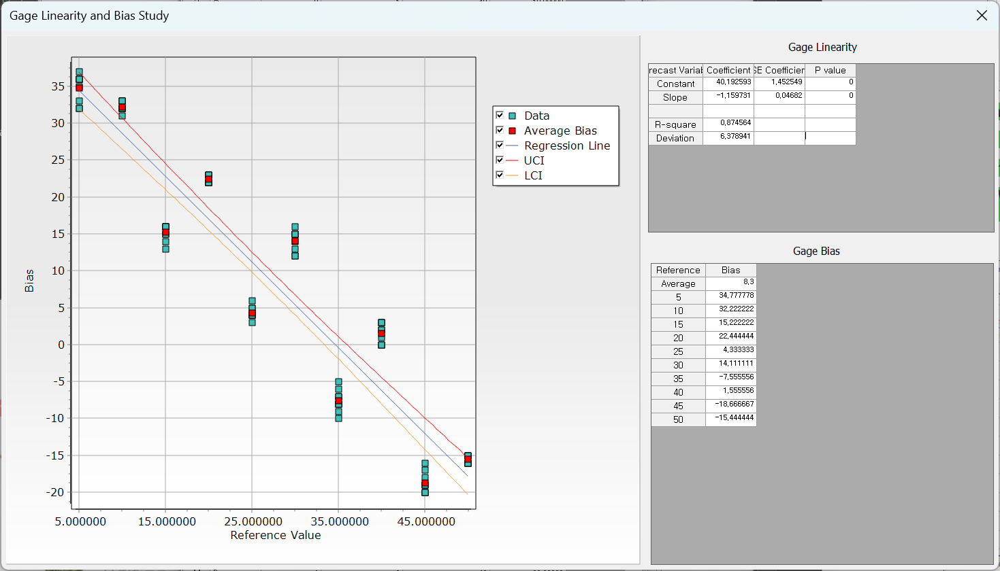 Gage Linearity and Bias Study
35
30
25
20
15
10
5
0
-5
-10
-15
-20
Bias
5.000000 15.000000 25.000000 35.000000 45.000000
Reference Value
Data
Average Bias
Regression Line
UCI
LCI
Gage Linearity
recast Varial Coefficient SE Coefficier P value
Constant 40,192593 1,452549 0
Slope -1,159731 0,04682 0
R-square 0,874564
Deviation 6,378941
Gage Bias
Reference Bias
Average 8,3
5 34,777778
10 32,222222
15 15,222222
20 22,444444
25 4,333333
30 14,111111
35 -7,555556
40 1,555556
45 -18,666667
50 -15,444444